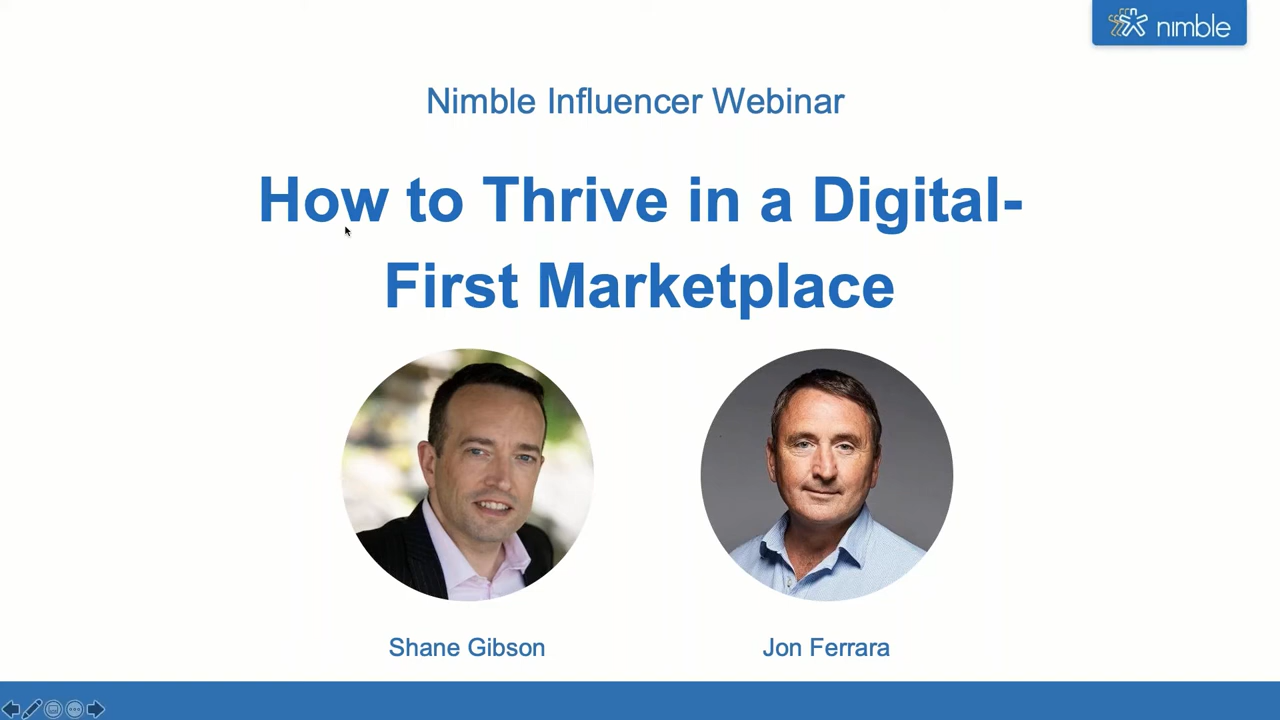 nimble
Nimble Influencer Webinar
How to Thrive in a Digital-
First Marketplace
Shane Gibson
Jon Ferrara